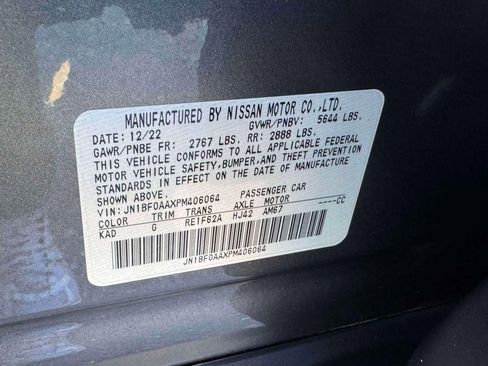 MANUFACTURED BY NISSAN MOTOR CO.,LTD.
DATE: 12/22 GVWR/PNBV: 5644 LBS.
GAWR/PNBE FR: 2767 LBS. RR: 2888 LBS.
THIS VEHICLE CONFORMS TO ALL APPLICABLE FEDERAL
MOTOR VEHICLE SAFETY,BUMPER,AND THEFT PREVENTION
STANDARDS IN EFFECT ON THE DATE OF MANUFACTURE
SHOWN ABOVE.
VIN: JN1BF0AAXPM406064 PASSENGER CAR
COLOR TRIM TRANS AXLE MOTOR ----CC
KAD G RE1F62A HJ42 AM67
JN1BF0AAXPM406064